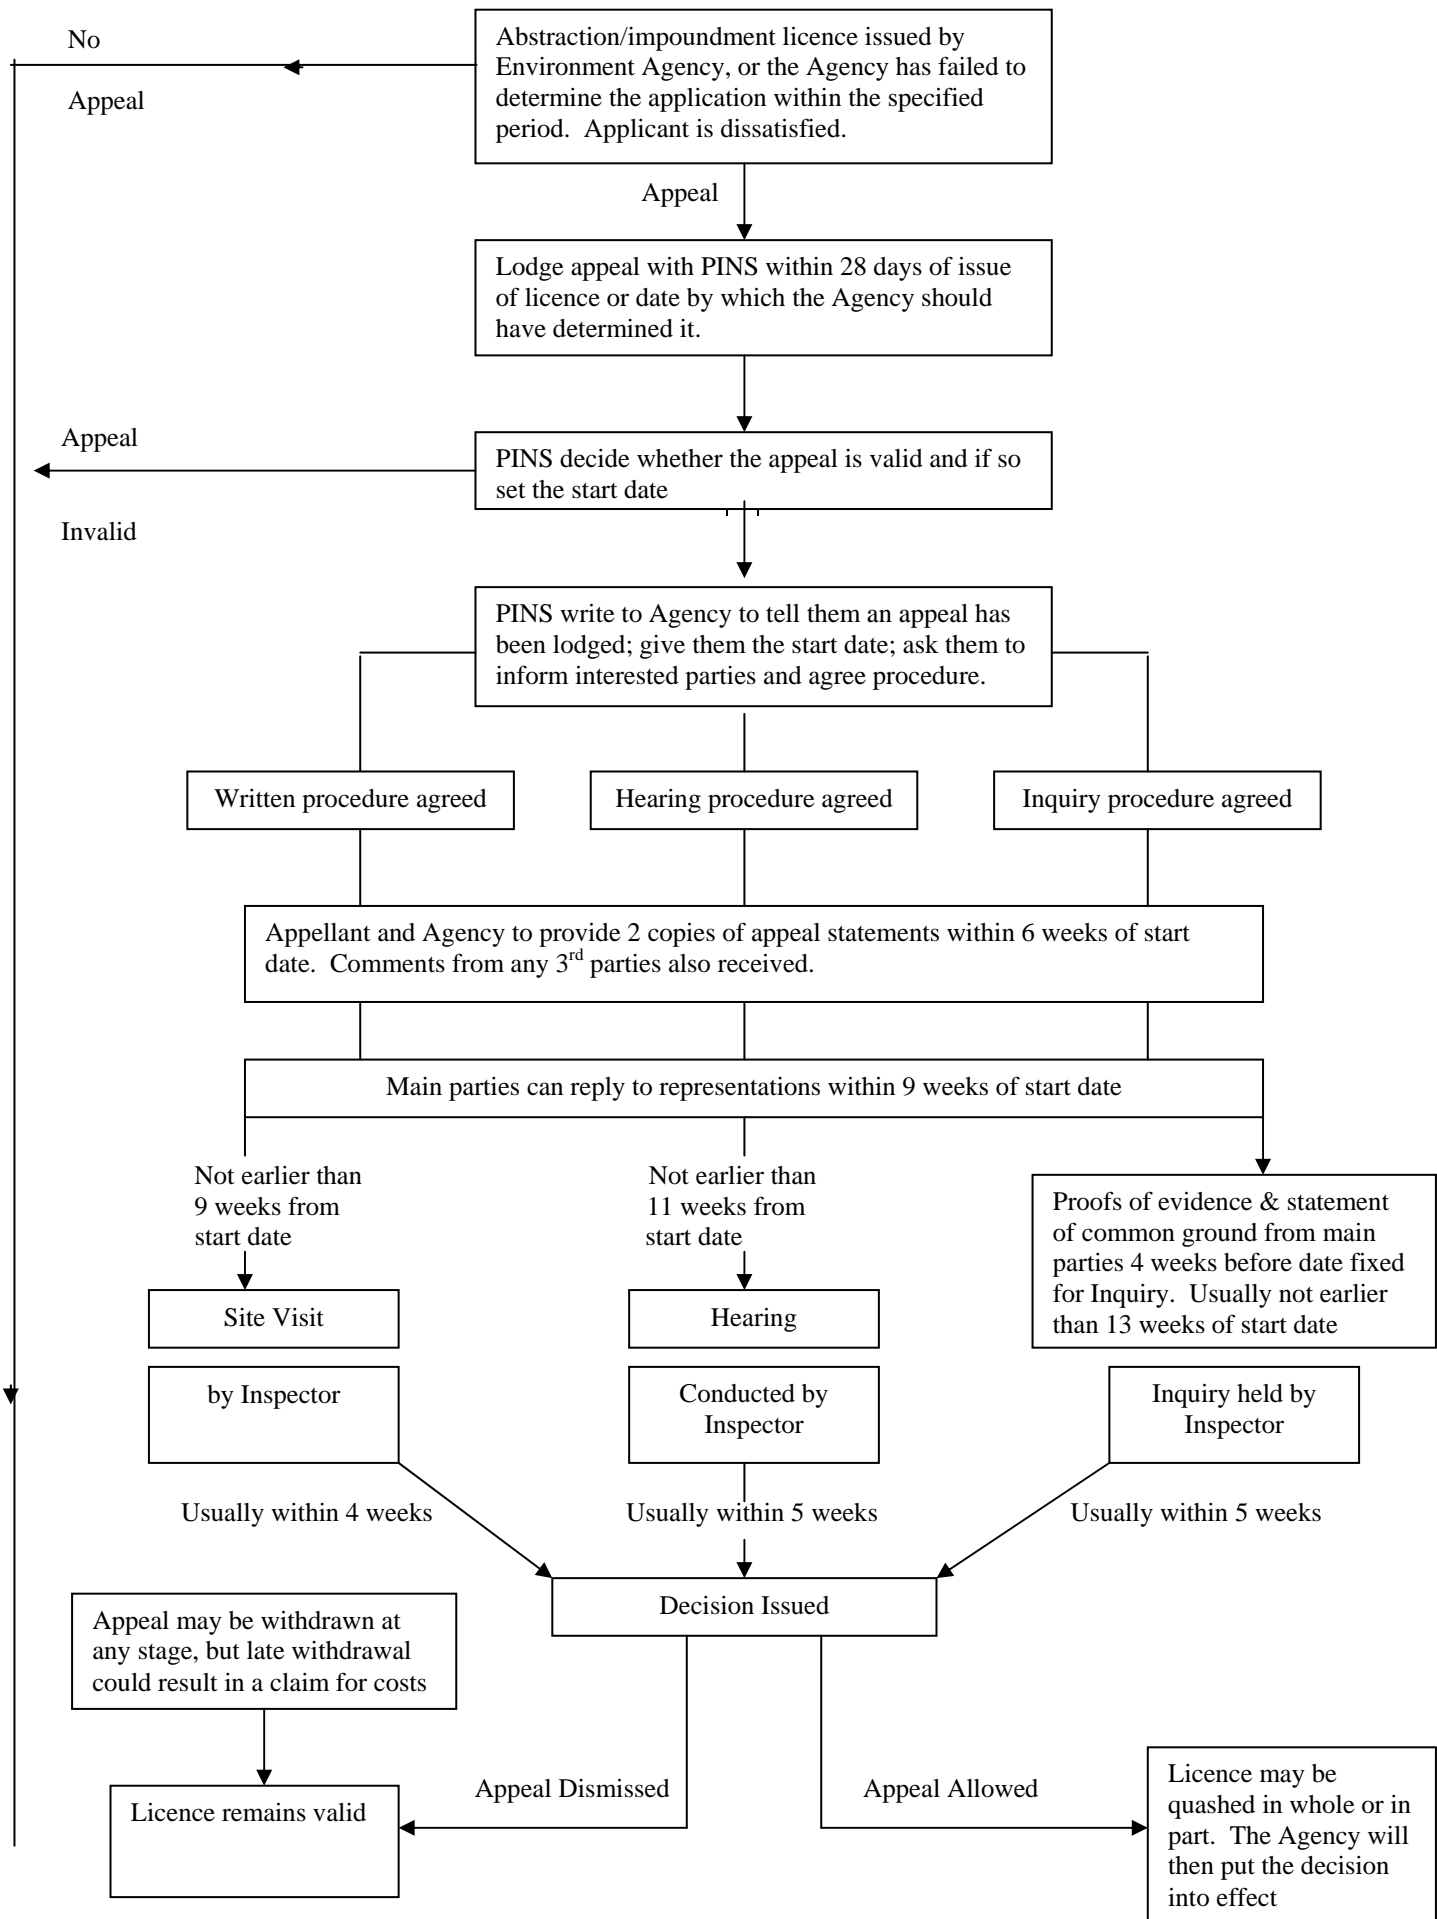 No
Appeal
Abstraction/impoundment licence issued by
Environment Agency, or the Agency has failed to
determine the application within the specified
period.  Applicant is dissatisfied.
Appeal
Lodge appeal with PINS within 28 days of issue
of licence or date by which the Agency should
have determined it.
Appeal
Invalid
PINS decide whether the appeal is valid and if so
set the start date
PINS write to Agency to tell them an appeal has
been lodged; give them the start date; ask them to
inform interested parties and agree procedure.
Written procedure agreed
Hearing procedure agreed
Inquiry procedure agreed
Appellant and Agency to provide 2 copies of appeal statements within 6 weeks of start
date.  Comments from any 3rd parties also received.
Main parties can reply to representations within 9 weeks of start date
Not earlier than
9 weeks from
start date
Not earlier than
11 weeks from
start date
Proofs of evidence & statement
of common ground from main
parties 4 weeks before date fixed
for Inquiry.  Usually not earlier
than 13 weeks of start date
Site Visit
Hearing
by Inspector
Conducted by
Inspector
Inquiry held by
Inspector
Usually within 4 weeks
Usually within 5 weeks
Usually within 5 weeks
Decision Issued
Appeal may be withdrawn at
any stage, but late withdrawal
could result in a claim for costs
Appeal Dismissed
Appeal Allowed
Licence remains valid
Licence may be
quashed in whole or in
part.  The Agency will
then put the decision
into effect